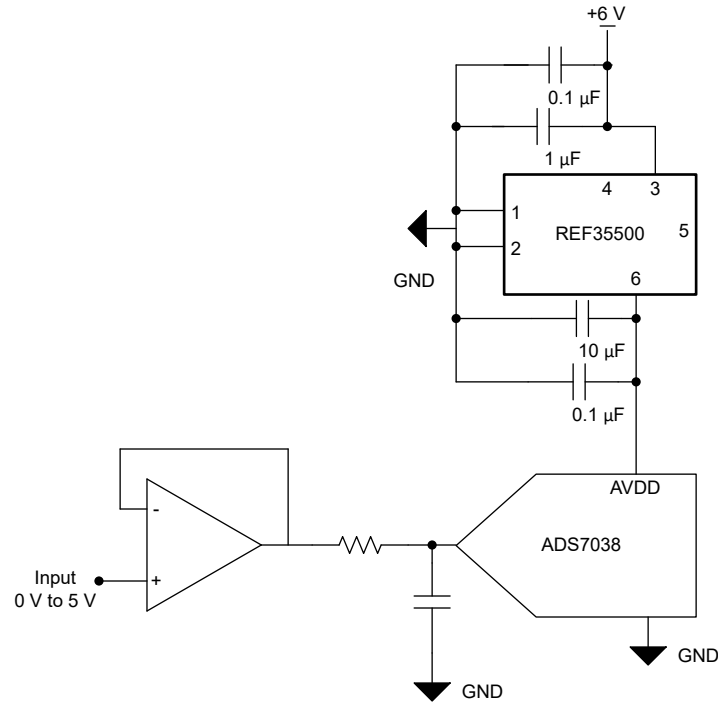 +6 V
0.1 µF
1 µF
4
3
1
REF35500
5
2
GND
6
10 µF
0.1 µF
AVDD
-
ADS7038
Input
0 V to 5 V
+
GND
GND